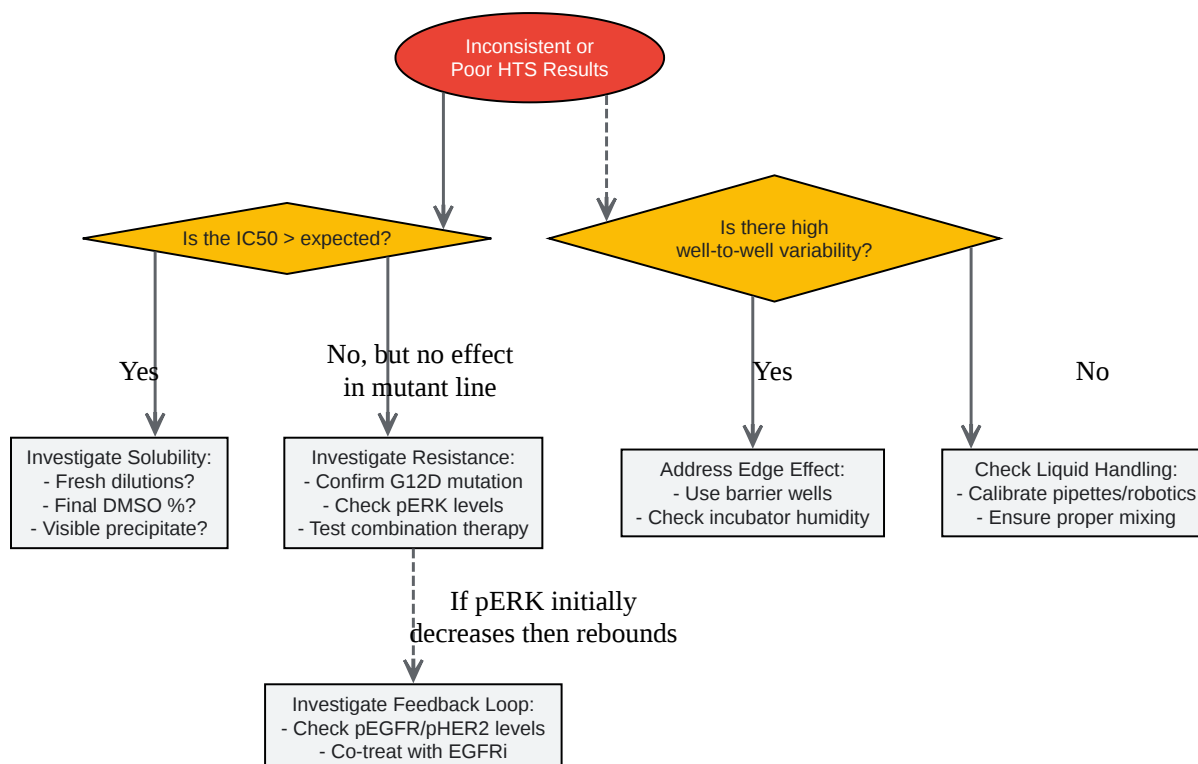 Inconsistent or
Poor HTS Results
Is the IC50 > expected?
Is there high
well-to-well variability?
Yes
No, but no effect
in mutant line
Yes
No
Investigate Solubility:
- Fresh dilutions?
- Final DMSO %?
- Visible precipitate?
Investigate Resistance:
- Confirm G12D mutation
- Check pERK levels
- Test combination therapy
Address Edge Effect:
- Use barrier wells
- Check incubator humidity
Check Liquid Handling:
- Calibrate pipettes/robotics
- Ensure proper mixing
If pERK initially
decreases then rebounds
Investigate Feedback Loop:
- Check pEGFR/pHER2 levels
- Co-treat with EGFRi